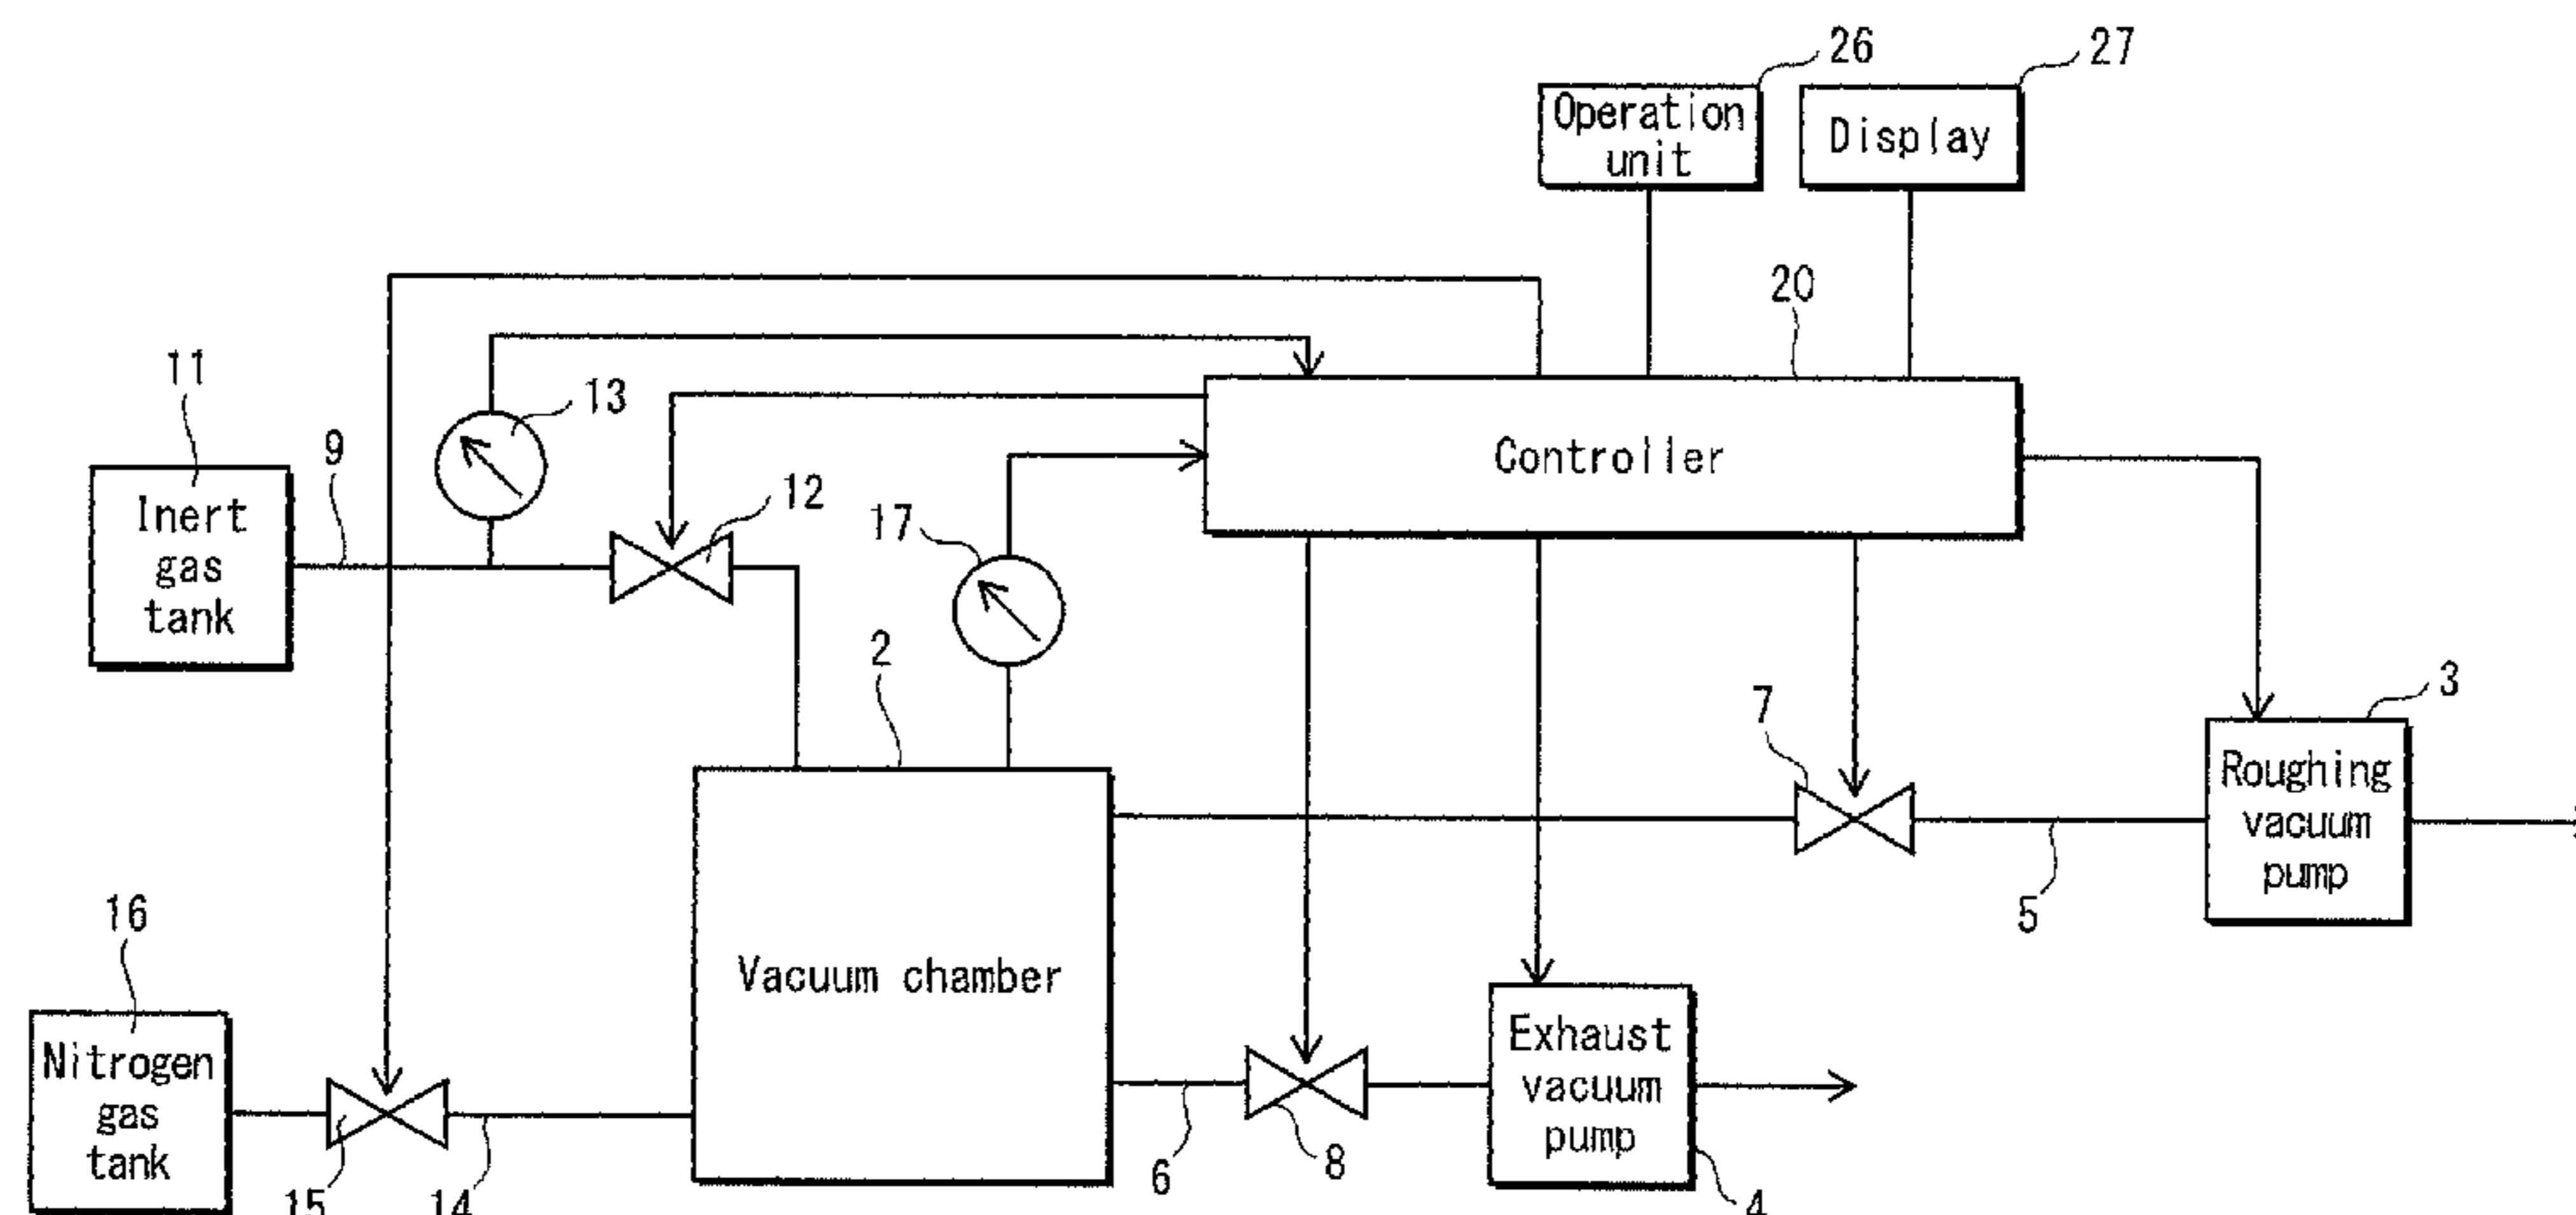 26
27
Operation
unit
Display
20
11
13
9
Inert
gas
tank
12
17
Controller
2
7
3
Roughing
vacuum
pump
5
16
Nitrogen
gas
tank
Vacuum chamber
Exhaust
vacuum
pump
15
14
6
8
4